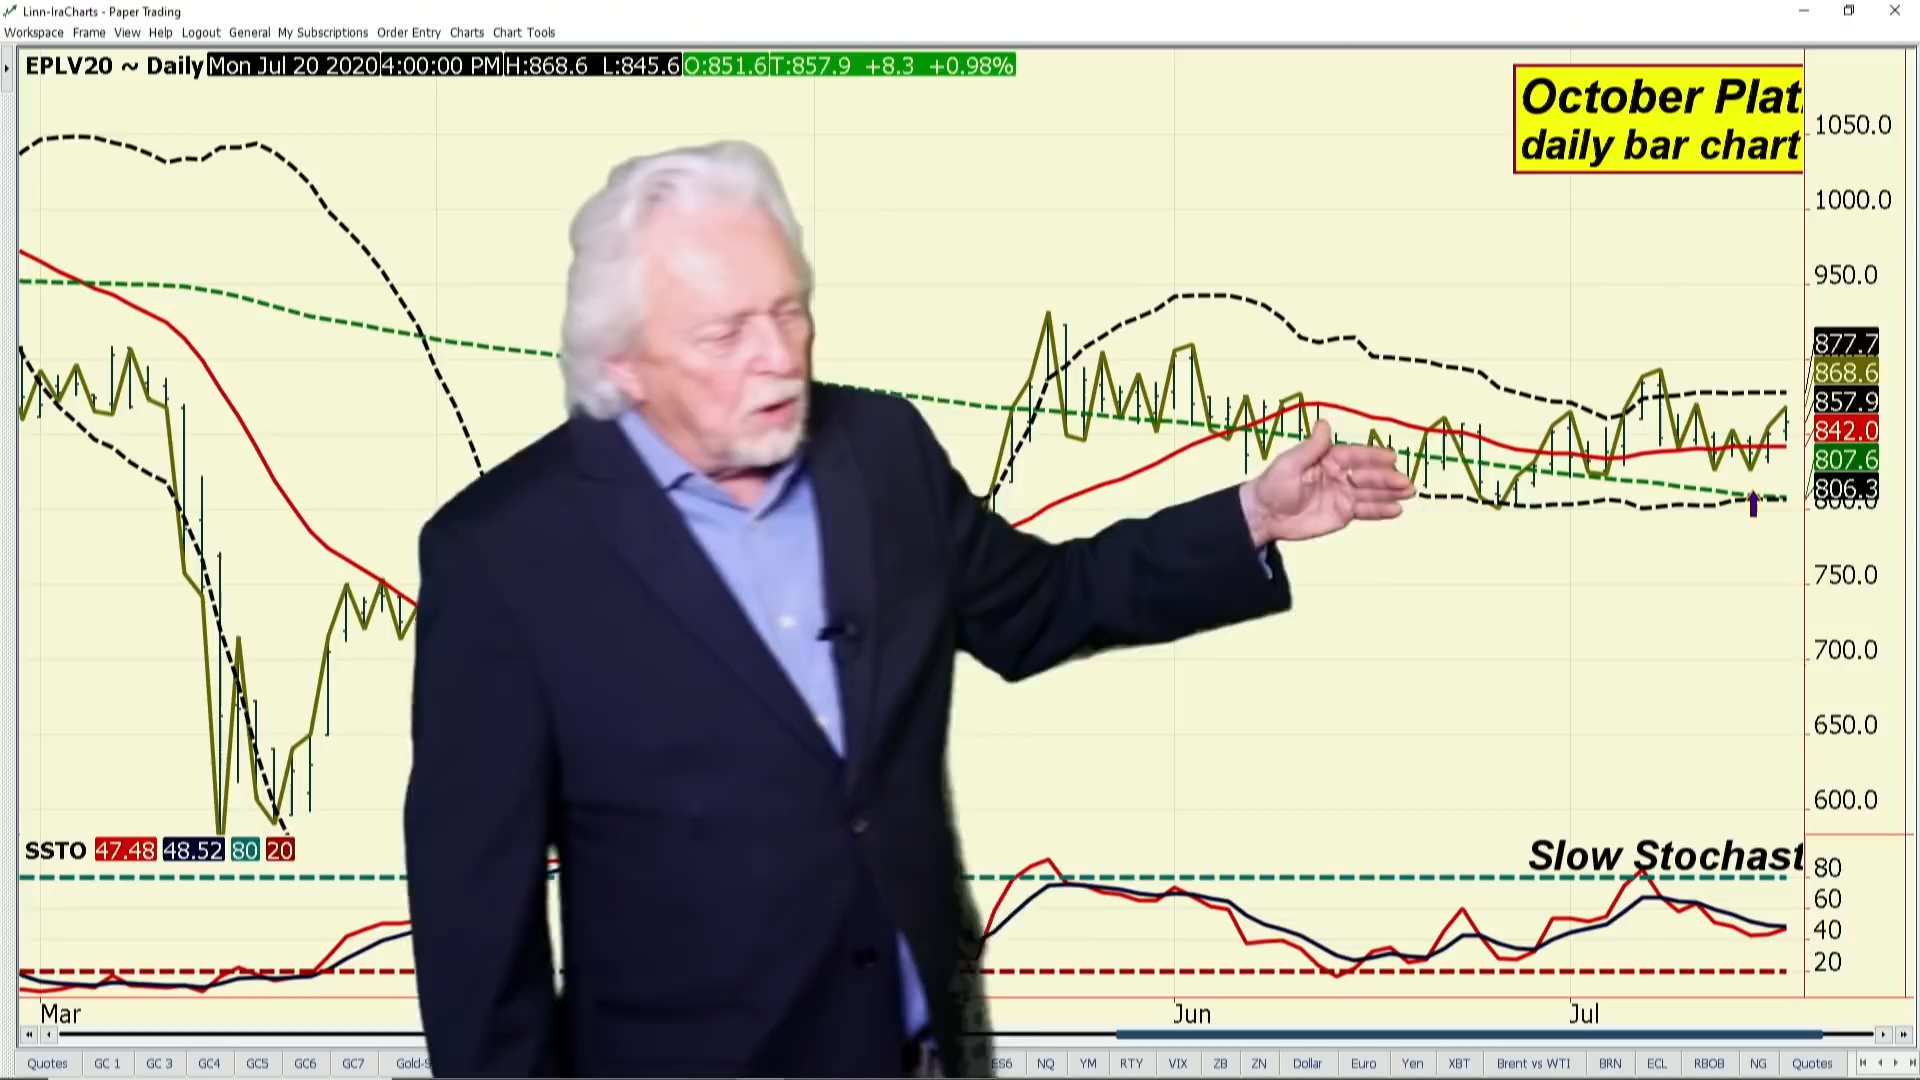 Linn-IraCharts - Paper Trading
Workspace Frame View Help Logout General My Subscriptions Order Entry Charts Chart Tools
EPLV20 ~ Daily Mon Jul 20 2020 4:00:00 PM H:868.6 L:845.6 O:851.6 T:857.9 +8.3 +0.98%
October Plat
daily bar chart
1050.0
1000.0
950.0
877.7
868.6
857.9
842.0
807.6
806.3
800.0
750.0
700.0
650.0
600.0
SSTO 47.48 48.52 80 20
Slow Stochast
80
60
40
20
Mar Jun Jul
Quotes GC 1 GC 3 GC4 GC5 GC6 GC7 Gold-S ES6 NQ YM RTY VIX ZB ZN Dollar Euro Yen XBT Brent vs WTI BRN ECL RBOB NG Quotes